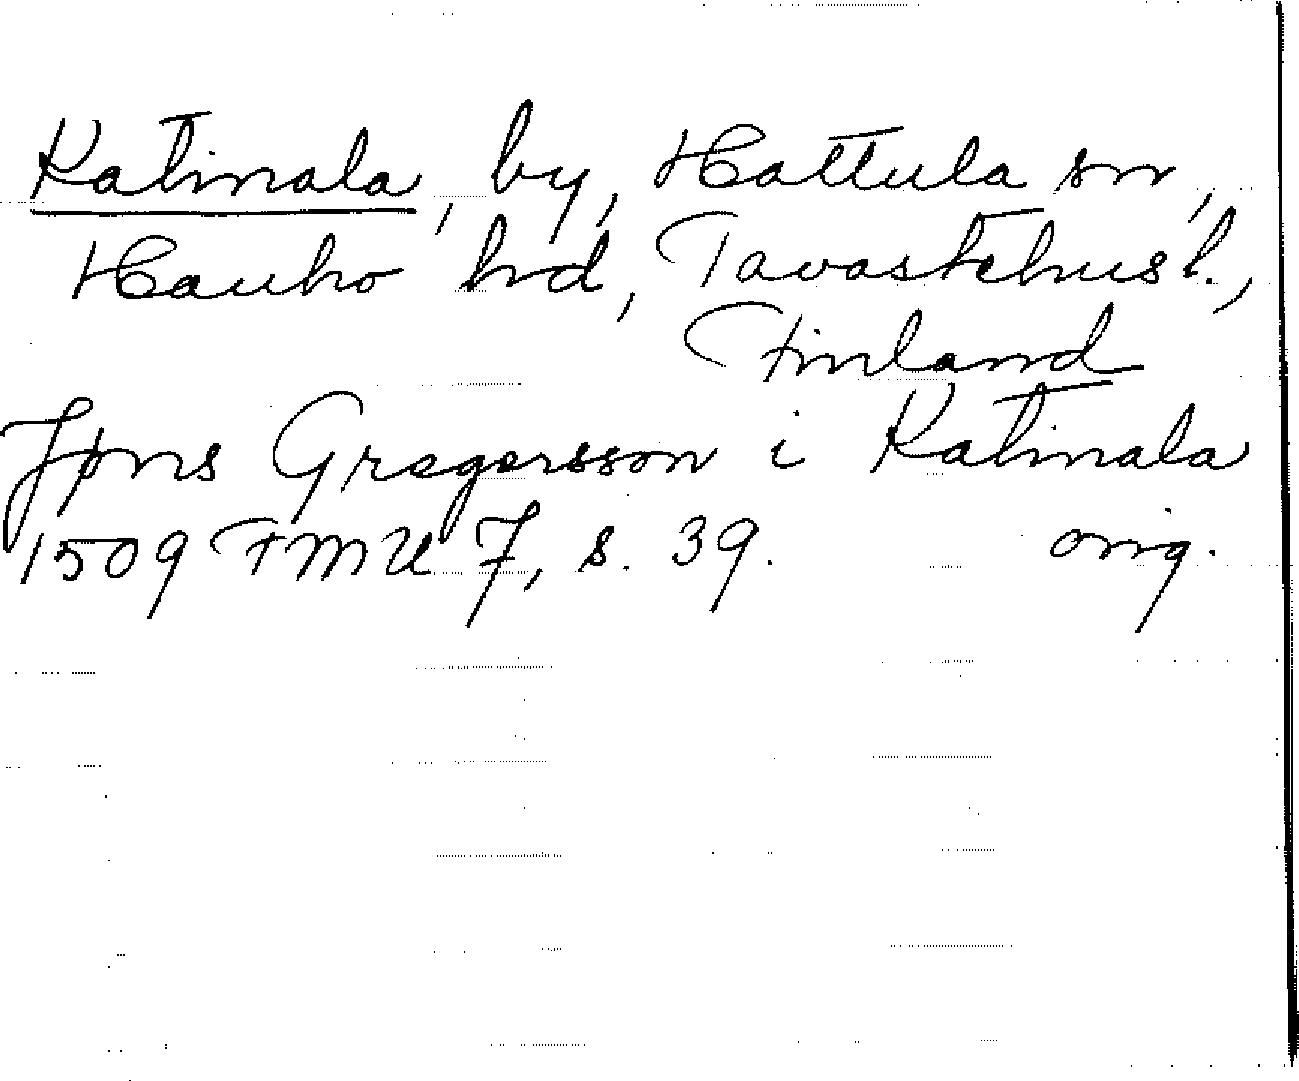 Katinala, by, Hattula sn,
Hauho hd, Tavastehus l.,
Finland
Jöns Gregersson i Katinala
1509 FMU 7, s. 39. orig.